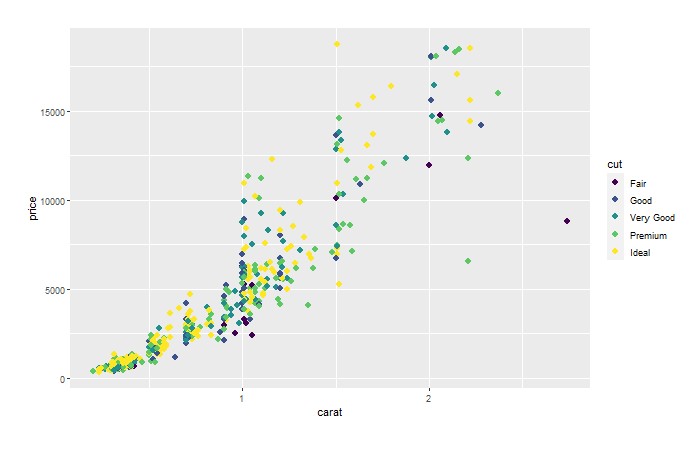 price
15000
10000
5000
0
1
2
carat
cut
Fair
Good
Very Good
Premium
Ideal